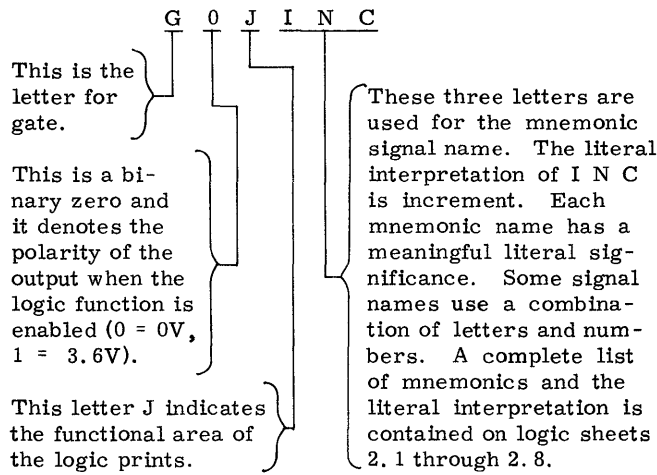 G 0 J I N C
This is the
letter for
gate.
This is a bi-
nary zero and
it denotes the
polarity of the
output when the
logic function is
enabled (0 = 0V,
1 = 3.6V).
This letter J indicates
the functional area of
the logic prints.
These three letters are
used for the mnemonic
signal name. The literal
interpretation of I N C
is increment. Each
mnemonic name has a
meaningful literal sig-
nificance. Some signal
names use a combina-
tion of letters and num-
bers. A complete list
of mnemonics and the
literal interpretation is
contained on logic sheets
2.1 through 2.8.